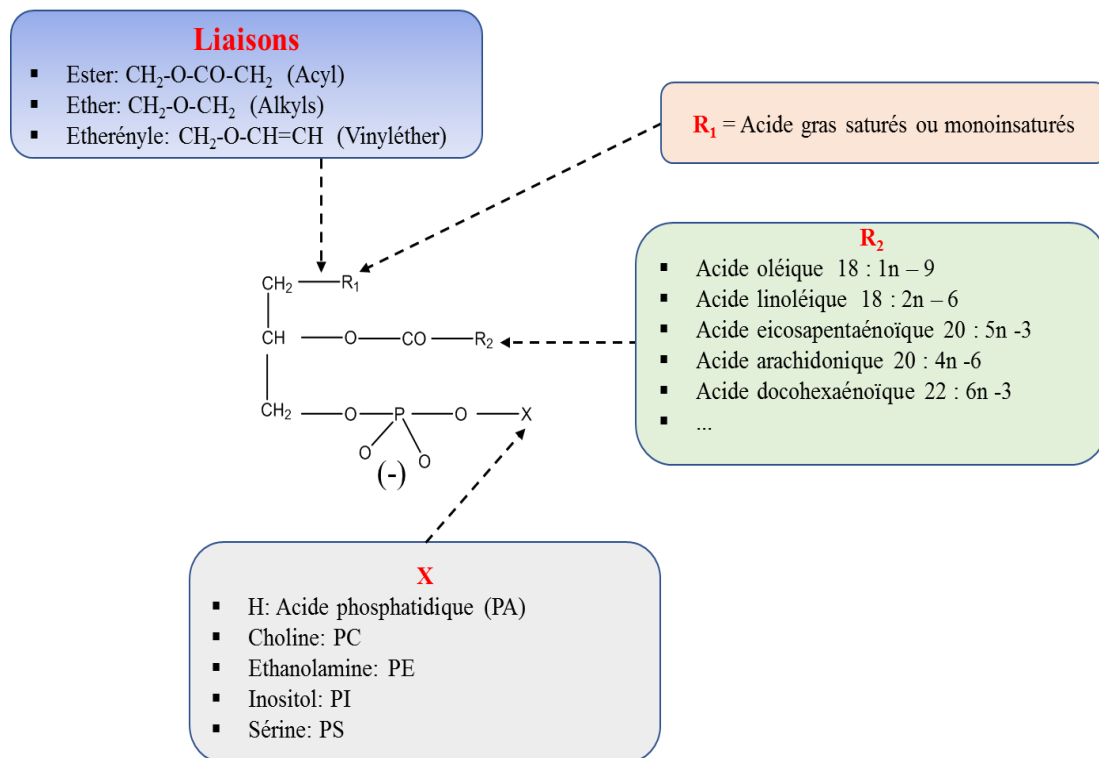 Liaisons
▪ Ester: CH₂-O-CO-CH₂ (Acyl)
▪ Ether: CH₂-O-CH₂ (Alkyls)
▪ Etherényle: CH₂-O-CH=CH (Vinyléther)
R₁ = Acide gras saturés ou monoinsaturés
R₂
▪ Acide oléique 18 : 1n – 9
▪ Acide linoléique 18 : 2n – 6
▪ Acide eicosapentaénoïque 20 : 5n -3
▪ Acide arachidonique 20 : 4n -6
▪ Acide docohexaénoïque 22 : 6n -3
▪ ...
CH₂ R₁
CH O CO R₂
CH₂ O P O X
O O
(-)
X
▪ H: Acide phosphatidique (PA)
▪ Choline: PC
▪ Ethanolamine: PE
▪ Inositol: PI
▪ Sérine: PS